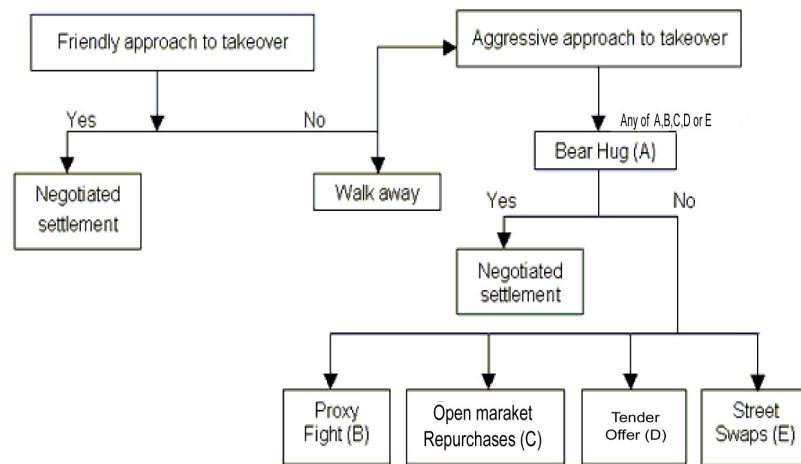 Friendly approach to takeover
Aggressive approach to takeover
Yes
No
Any of A,B,C,D or E
Bear Hug (A)
Negotiated
settlement
Walk away
Yes
No
Negotiated
settlement
Proxy
Fight (B)
Open maraket
Repurchases (C)
Tender
Offer (D)
Street
Swaps (E)